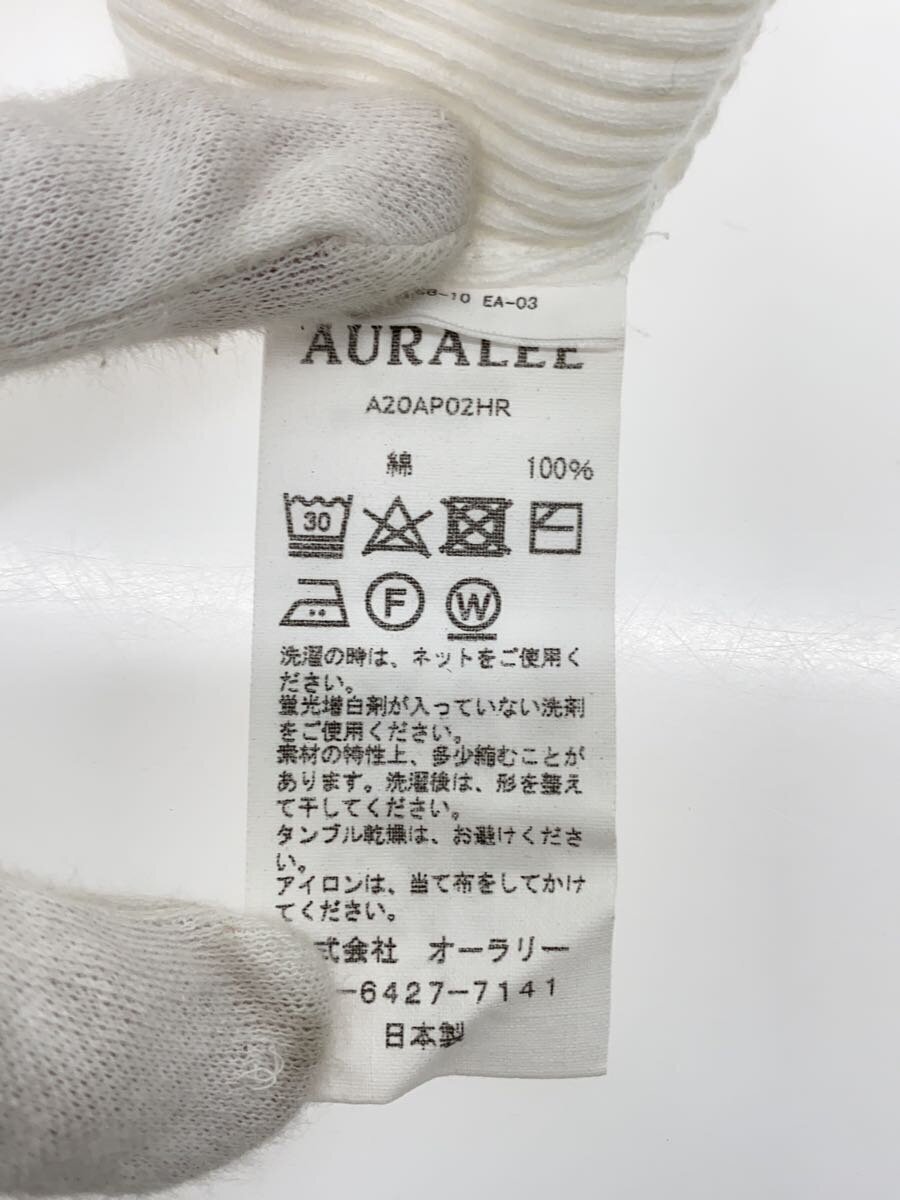 -10 EA-03
AURALEE
A20AP02HR
綿 100%
30
F W
洗濯の時は、ネットをご使用く
ださい。
蛍光増白剤が入っていない洗剤
をご使用ください。
素材の特性上、多少縮むことが
あります。洗濯後は、形を整え
て干してください。
タンブル乾燥は、お避けくださ
い。
アイロンは、当て布をしてかけ
てください。
式会社 オーラリー
-6427-7141
日本製